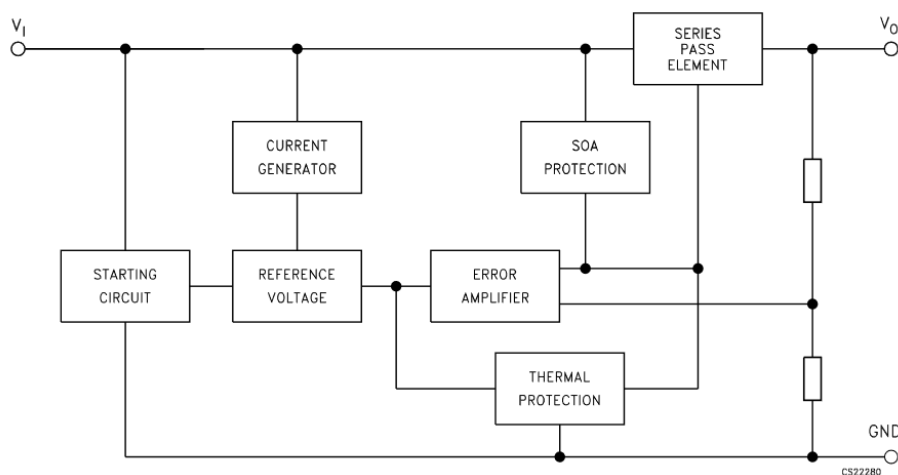 V_I
V_O
SERIES
PASS
ELEMENT
CURRENT
GENERATOR
SOA
PROTECTION
STARTING
CIRCUIT
REFERENCE
VOLTAGE
ERROR
AMPLIFIER
THERMAL
PROTECTION
GND
CS22280